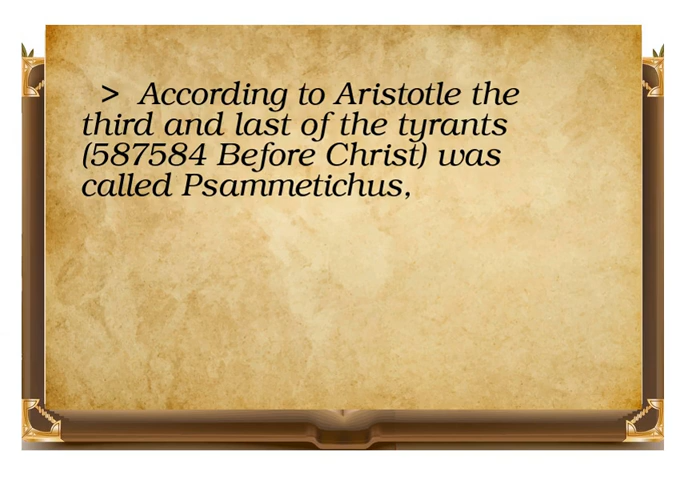 > According to Aristotle the
third and last of the tyrants
(587584 Before Christ) was
called Psammetichus,